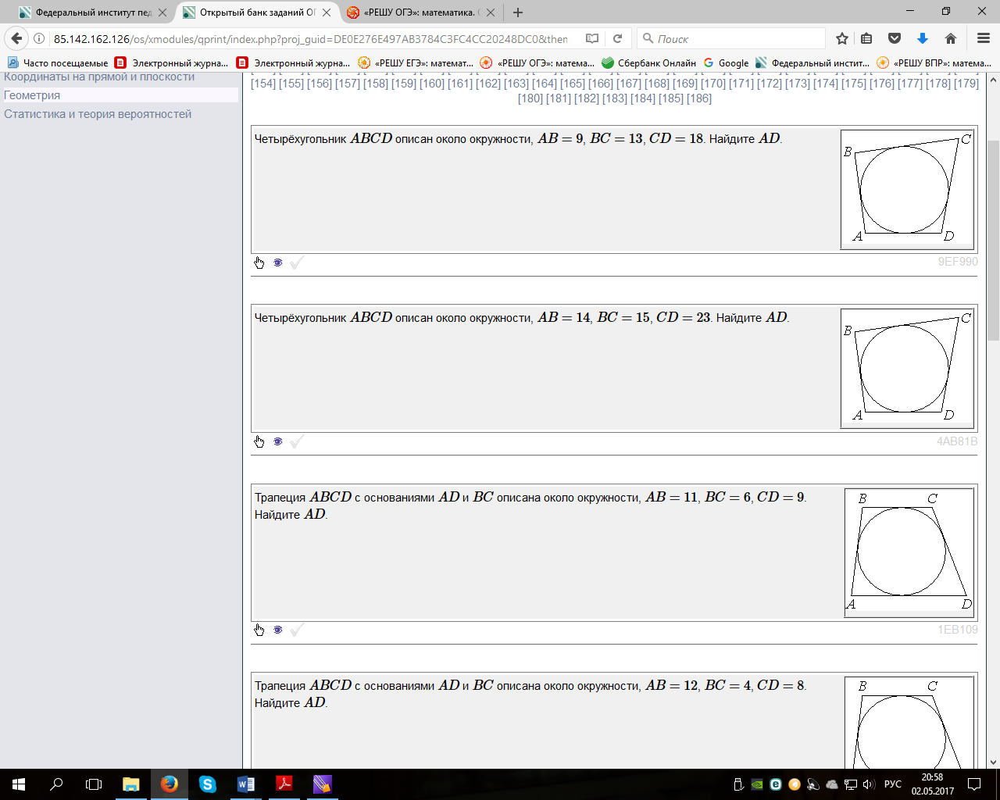 Федеральный институт пед
Открытый банк заданий ОГ
«РЕШУ ОГЭ»: математика. О
85.142.162.126/os/xmodules/qprint/index.php?proj_guid=DE0E276E497AB3784C3FC4CC20248DC0&ther
Поиск
Часто посещаемые
Электронный журна...
Электронный журна...
«РЕШУ ЕГЭ»: математ...
«РЕШУ ОГЭ»: матема...
Сбербанк Онлайн
Google
Федеральный инстит...
«РЕШУ ВПР»: матема...
Координаты на прямой и плоскости
Геометрия
Статистика и теория вероятностей
[154] [155] [156] [157] [158] [159] [160] [161] [162] [163] [164] [165] [166] [167] [168] [169] [170] [171] [172] [173] [174] [175] [176] [177] [178] [179]
[180] [181] [182] [183] [184] [185] [186]
Четырёхугольник ABCD описан около окружности, AB = 9, BC = 13, CD = 18. Найдите AD.
B
C
A
D
9EF990
Четырёхугольник ABCD описан около окружности, AB = 14, BC = 15, CD = 23. Найдите AD.
B
C
A
D
4AB81B
Трапеция ABCD с основаниями AD и BC описана около окружности, AB = 11, BC = 6, CD = 9.
Найдите AD.
B
C
A
D
1EB109
Трапеция ABCD с основаниями AD и BC описана около окружности, AB = 12, BC = 4, CD = 8.
Найдите AD.
B
C
РУС
20:58
02.05.2017